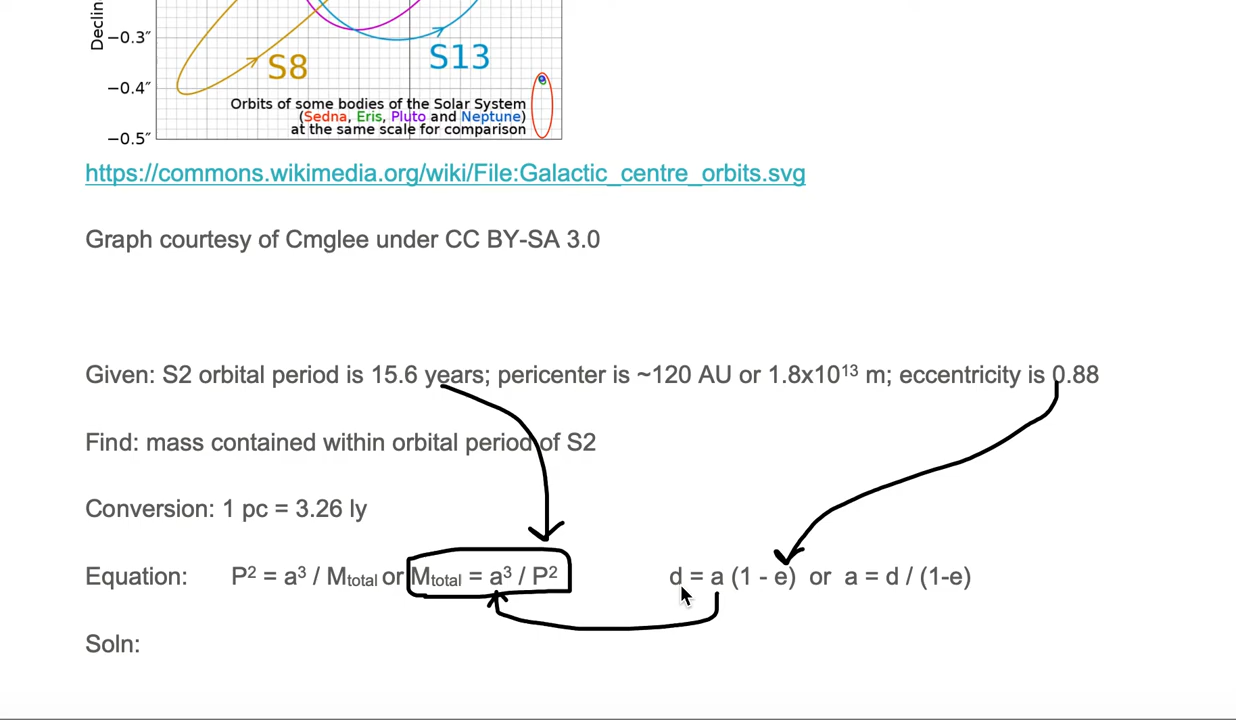 Declin
−0.3″
−0.4″
−0.5″
S8
S13
Orbits of some bodies of the Solar System
(Sedna, Eris, Pluto and Neptune)
at the same scale for comparison
https://commons.wikimedia.org/wiki/File:Galactic_centre_orbits.svg
Graph courtesy of Cmglee under CC BY-SA 3.0
Given: S2 orbital period is 15.6 years; pericenter is ~120 AU or 1.8x10¹³ m; eccentricity is 0.88
Find: mass contained within orbital period of S2
Conversion: 1 pc = 3.26 ly
Equation: P² = a³ / Mtotal or Mtotal = a³ / P² d = a (1 - e) or a = d / (1-e)
Soln: